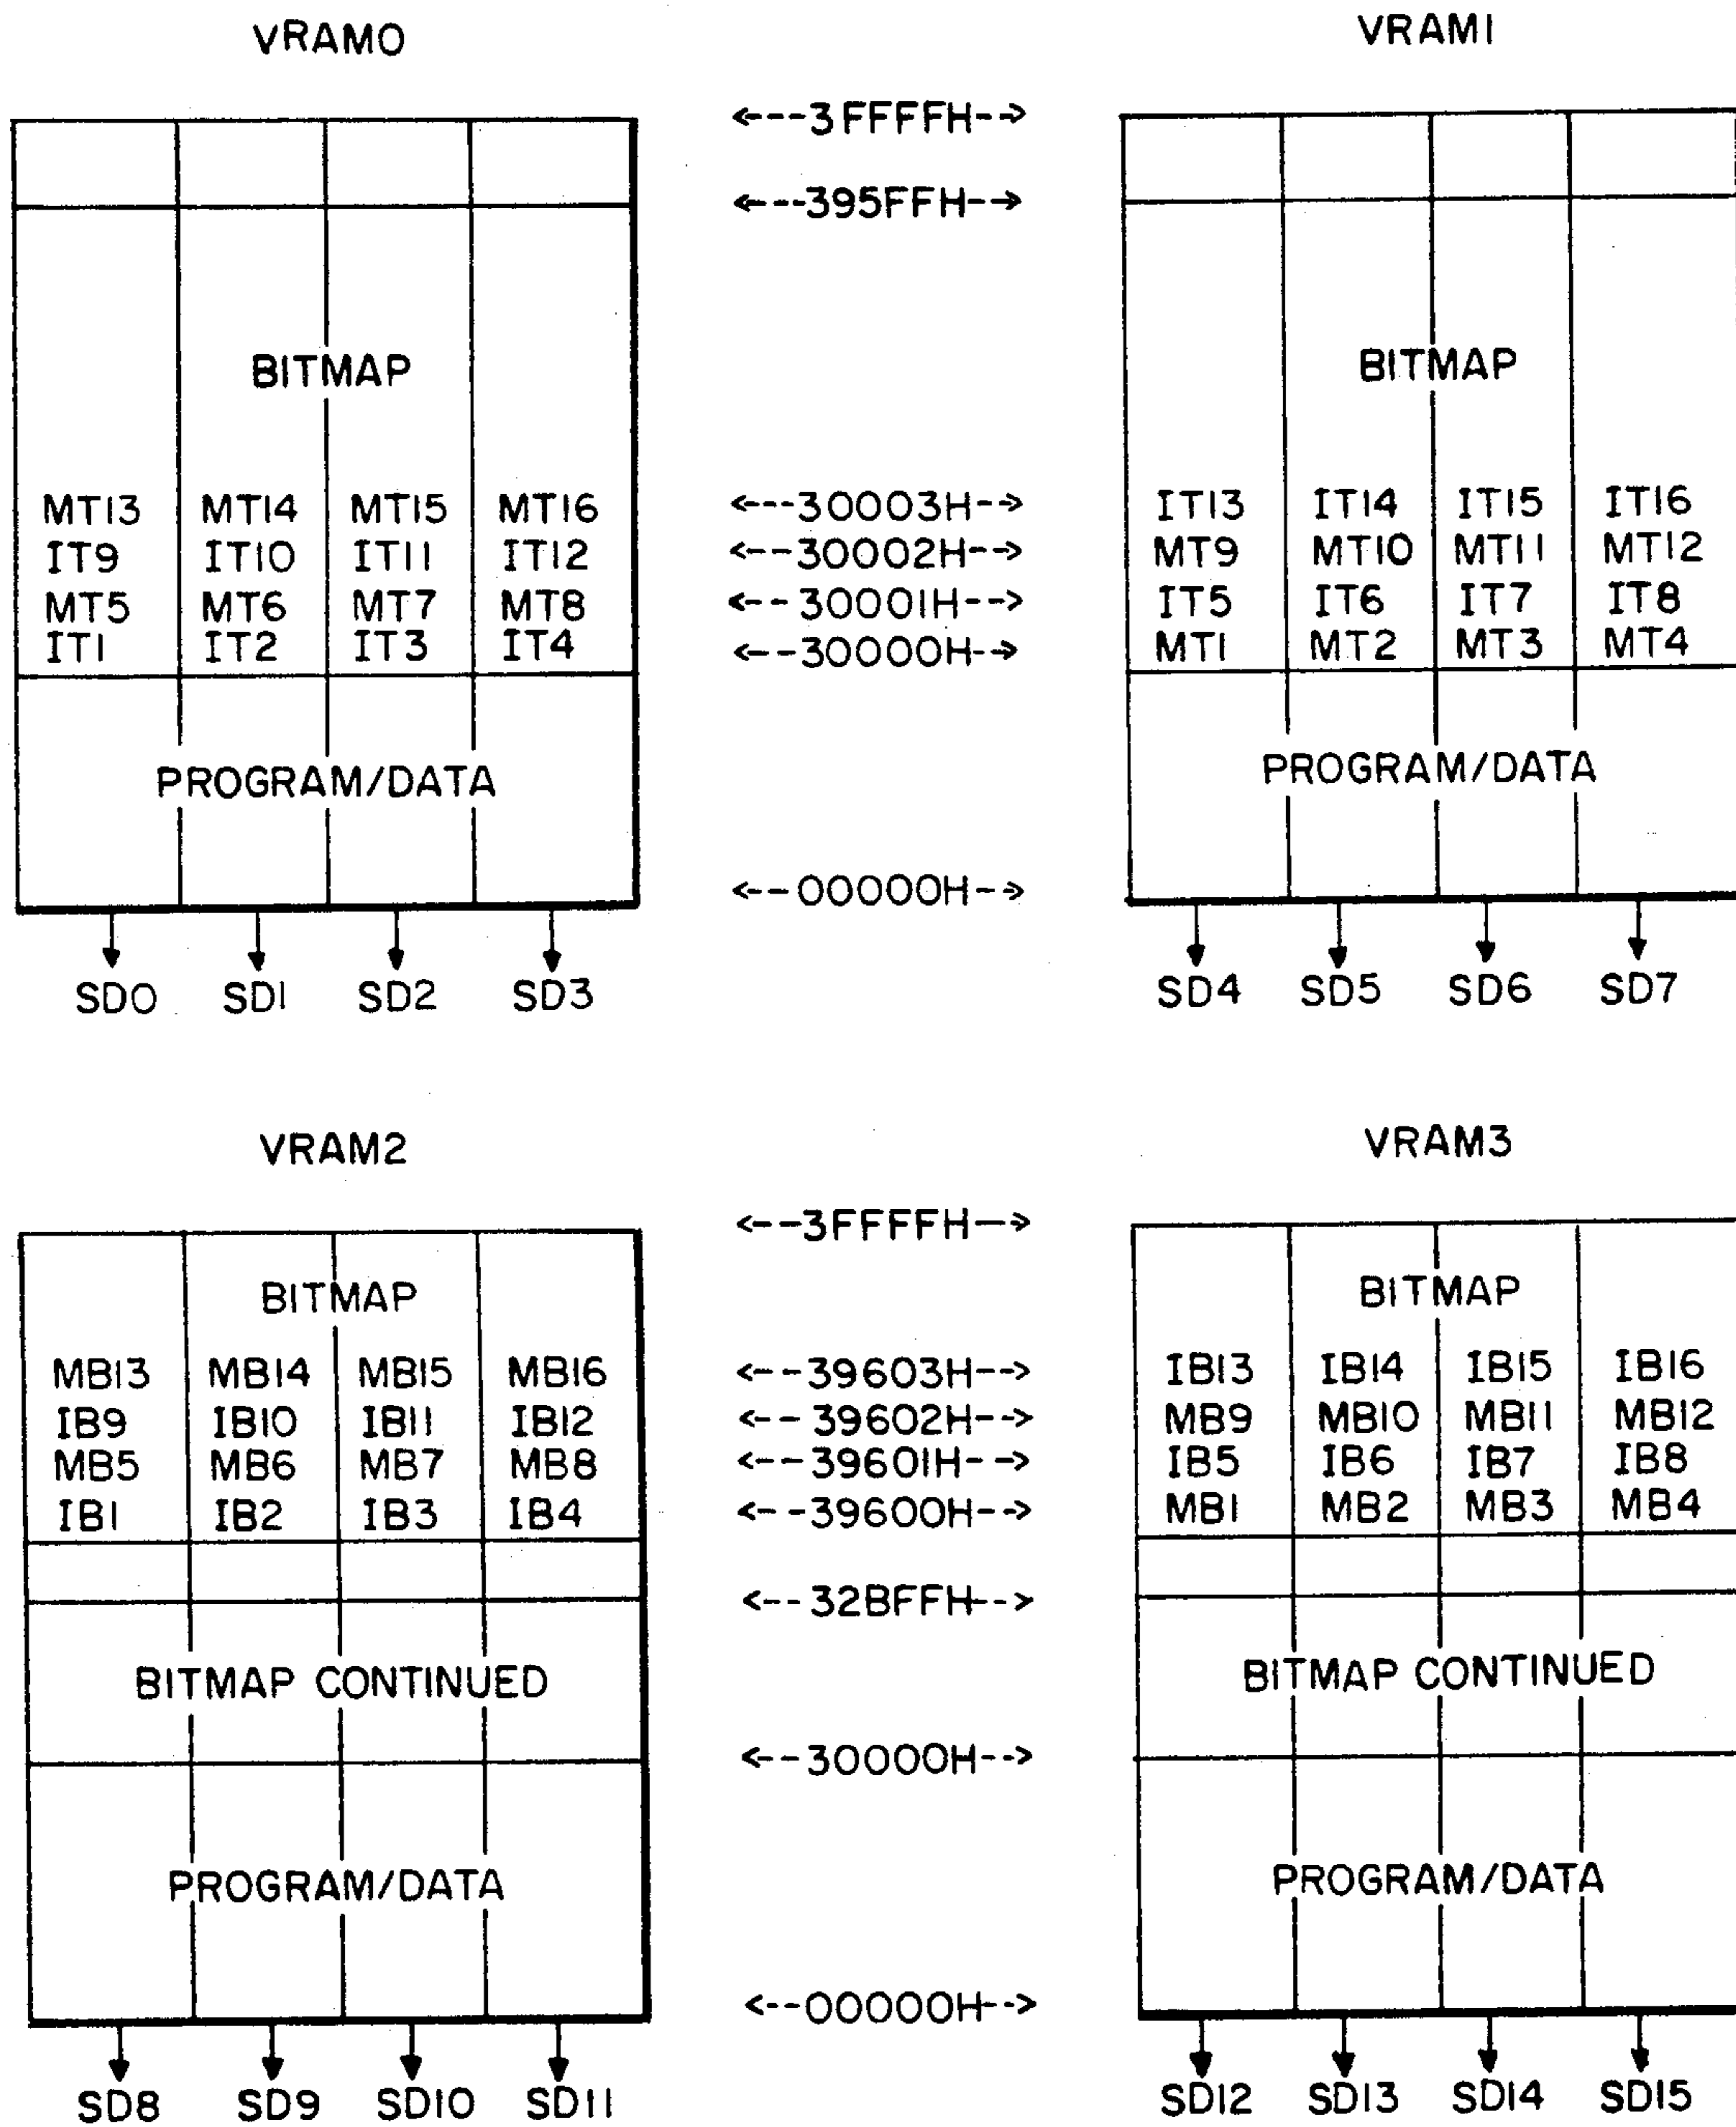 VRAM0
VRAM1
<---3FFFFH-->
<---395FFH-->
BITMAP
BITMAP
MT13 MT14 MT15 MT16 <---30003H--> IT13 IT14 IT15 IT16
IT9 IT10 IT11 IT12 <--30002H--> MT9 MT10 MT11 MT12
MT5 MT6 MT7 MT8 <--30001H--> IT5 IT6 IT7 IT8
IT1 IT2 IT3 IT4 <--30000H--> MT1 MT2 MT3 MT4
PROGRAM/DATA
PROGRAM/DATA
<--00000H-->
SD0 SD1 SD2 SD3
SD4 SD5 SD6 SD7
VRAM2
VRAM3
<--3FFFFH-->
BITMAP
BITMAP
MB13 MB14 MB15 MB16 <--39603H--> IB13 IB14 IB15 IB16
IB9 IB10 IB11 IB12 <--39602H--> MB9 MB10 MB11 MB12
MB5 MB6 MB7 MB8 <--39601H--> IB5 IB6 IB7 IB8
IB1 IB2 IB3 IB4 <--39600H--> MB1 MB2 MB3 MB4
<--32BFFH-->
BITMAP CONTINUED
BITMAP CONTINUED
<--30000H-->
PROGRAM/DATA
PROGRAM/DATA
<--00000H-->
SD8 SD9 SD10 SD11
SD12 SD13 SD14 SD15